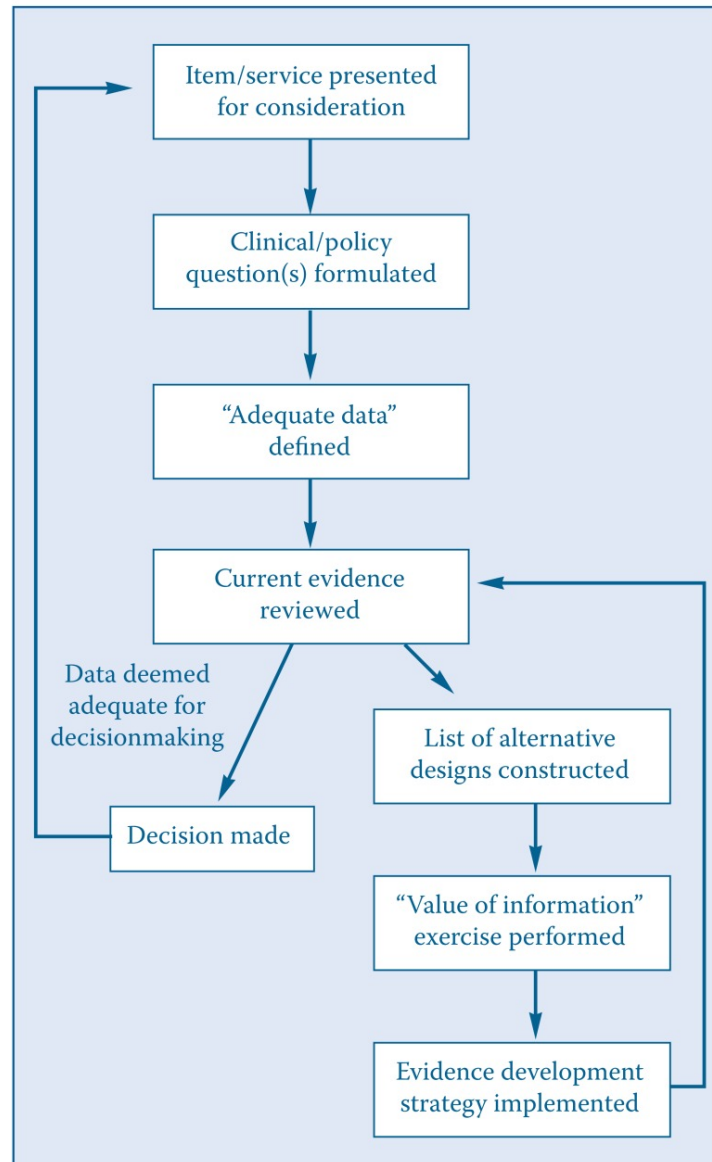 Item/service presented
for consideration
Clinical/policy
question(s) formulated
“Adequate data”
defined
Current evidence
reviewed
Data deemed
adequate for
decisionmaking
List of alternative
designs constructed
Decision made
“Value of information”
exercise performed
Evidence development
strategy implemented